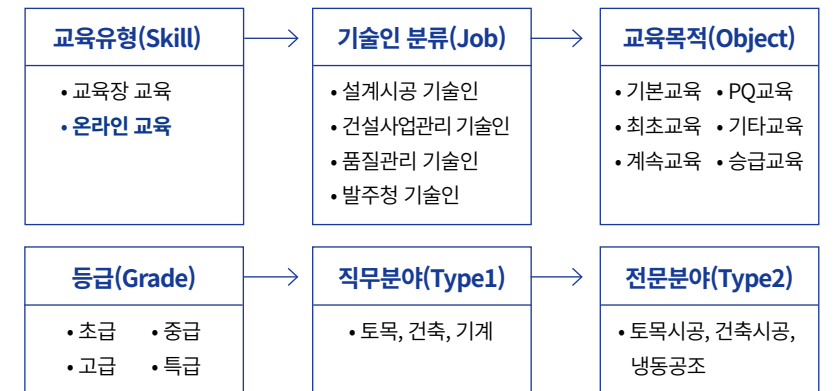 교육유형(Skill)
• 교육장 교육
• 온라인 교육
기술인 분류(Job)
• 설계시공 기술인
• 건설사업관리 기술인
• 품질관리 기술인
• 발주청 기술인
교육목적(Object)
• 기본교육 • PQ교육
• 최초교육 • 기타교육
• 계속교육 • 승급교육
등급(Grade)
• 초급 • 중급
• 고급 • 특급
직무분야(Type1)
• 토목, 건축, 기계
전문분야(Type2)
• 토목시공, 건축시공,
냉동공조